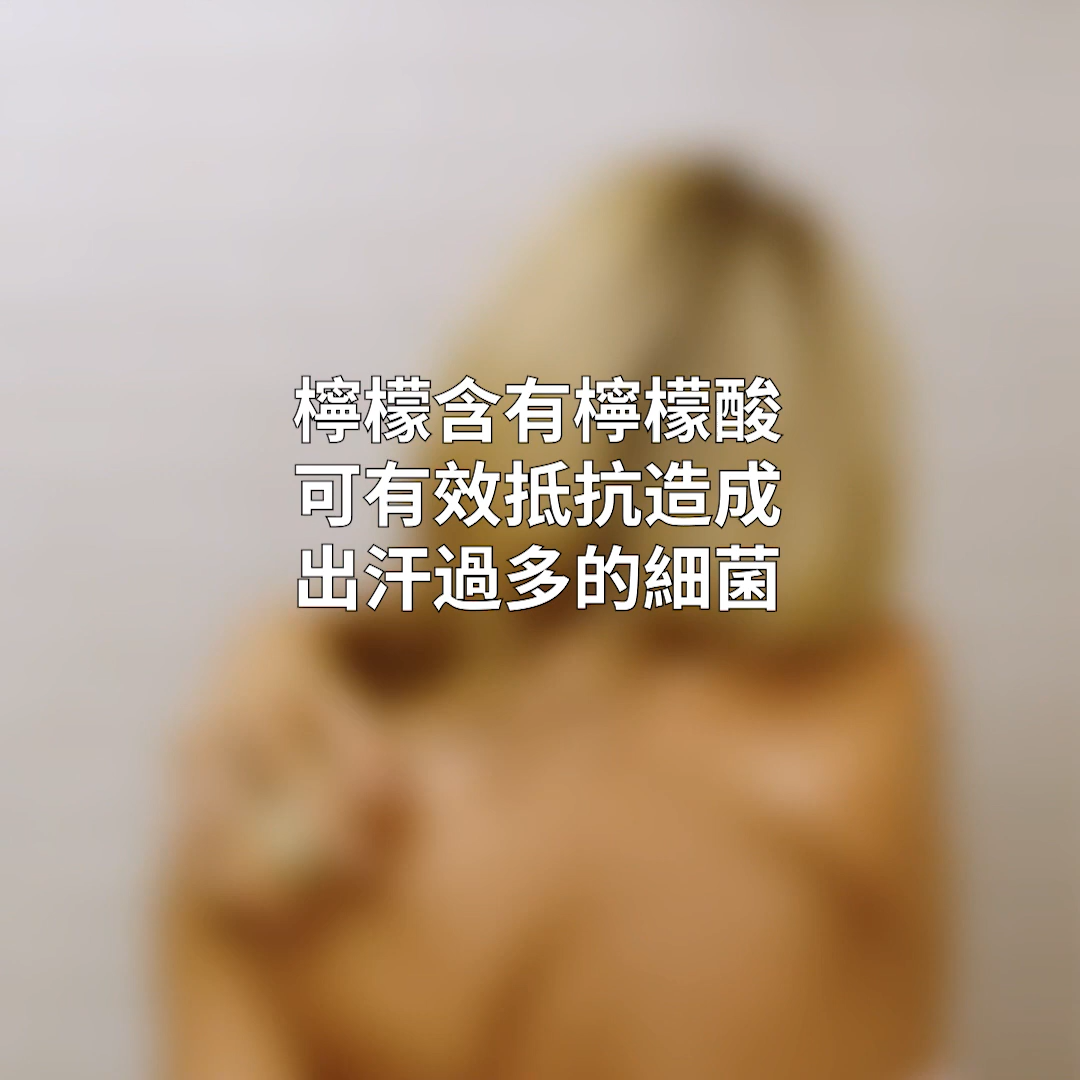 檸檬含有檸檬酸
可有效抵抗造成
出汗過多的細菌